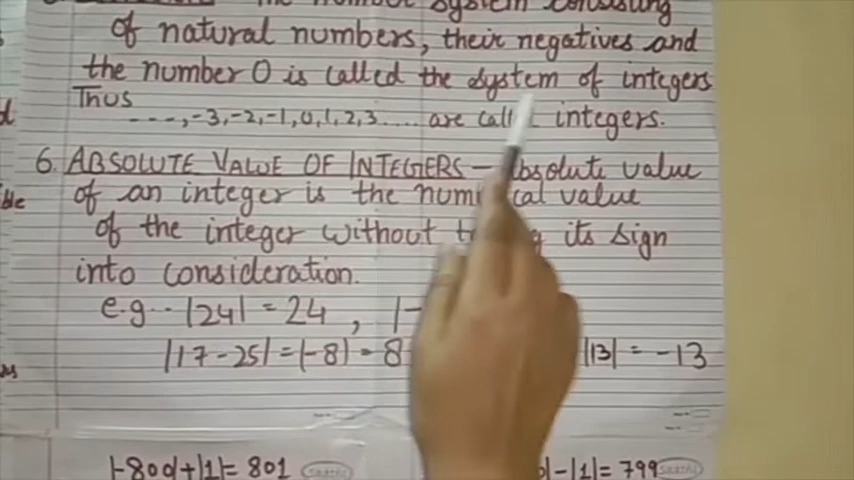 system consisting
of natural numbers, their negatives and
the number 0 is called the system of integers
Thus
----,-3,-2,-1,0,1,2,3..... are call integers.
6. ABSOLUTE VALUE OF INTEGERS - absolute value
of an integer is the value
of the integer without its sign
into consideration.
e.g.- |24| = 24 , |-
|17-25| = |-8| = 8 |13| = -13
|-800|+|1|= 801 -|1|= 799